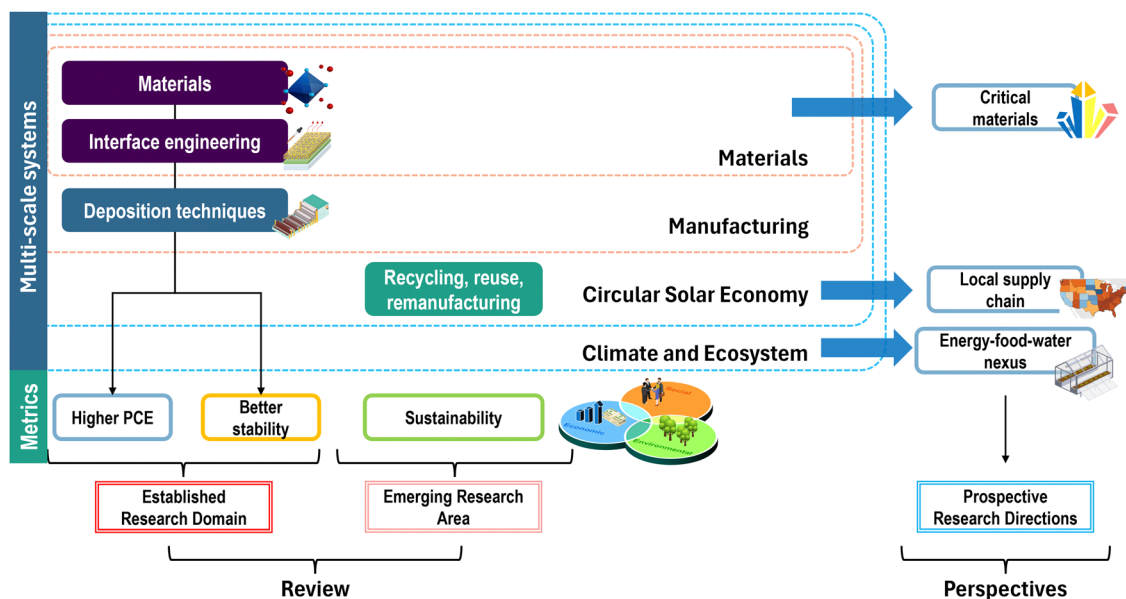 Multi-scale systems
Materials
Interface engineering
Deposition techniques
Materials
Manufacturing
Recycling, reuse,
remanufacturing
Circular Solar Economy
Climate and Ecosystem
Critical
materials
Local supply
chain
Energy-food-water
nexus
Metrics
Higher PCE
Better
stability
Sustainability
Social
Economic
Environmental
Established
Research Domain
Emerging Research
Area
Prospective
Research Directions
Review
Perspectives